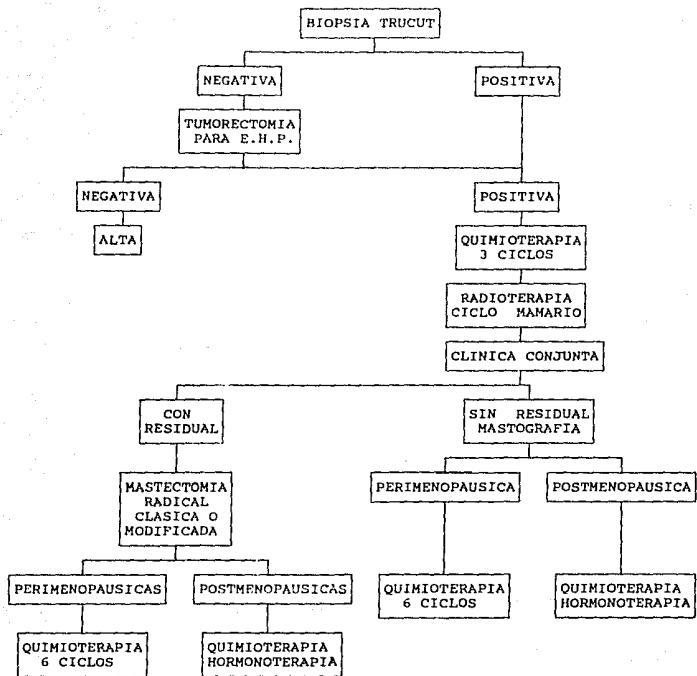 BIOPSIA TRUCUT
NEGATIVA
POSITIVA
TUMORECTOMIA
PARA E.H.P.
NEGATIVA
POSITIVA
ALTA
QUIMIOTERAPIA
3 CICLOS
RADIOTERAPIA
CICLO MAMARIO
CLINICA CONJUNTA
CON
RESIDUAL
SIN RESIDUAL
MASTOGRAFIA
MASTECTOMIA
RADICAL
CLASICA O
MODIFICADA
PERIMENOPAUSICA
POSTMENOPAUSICA
PERIMENOPAUSICAS
POSTMENOPAUSICAS
QUIMIOTERAPIA
6 CICLOS
QUIMIOTERAPIA
HORMONOTERAPIA
QUIMIOTERAPIA
6 CICLOS
QUIMIOTERAPIA
HORMONOTERAPIA